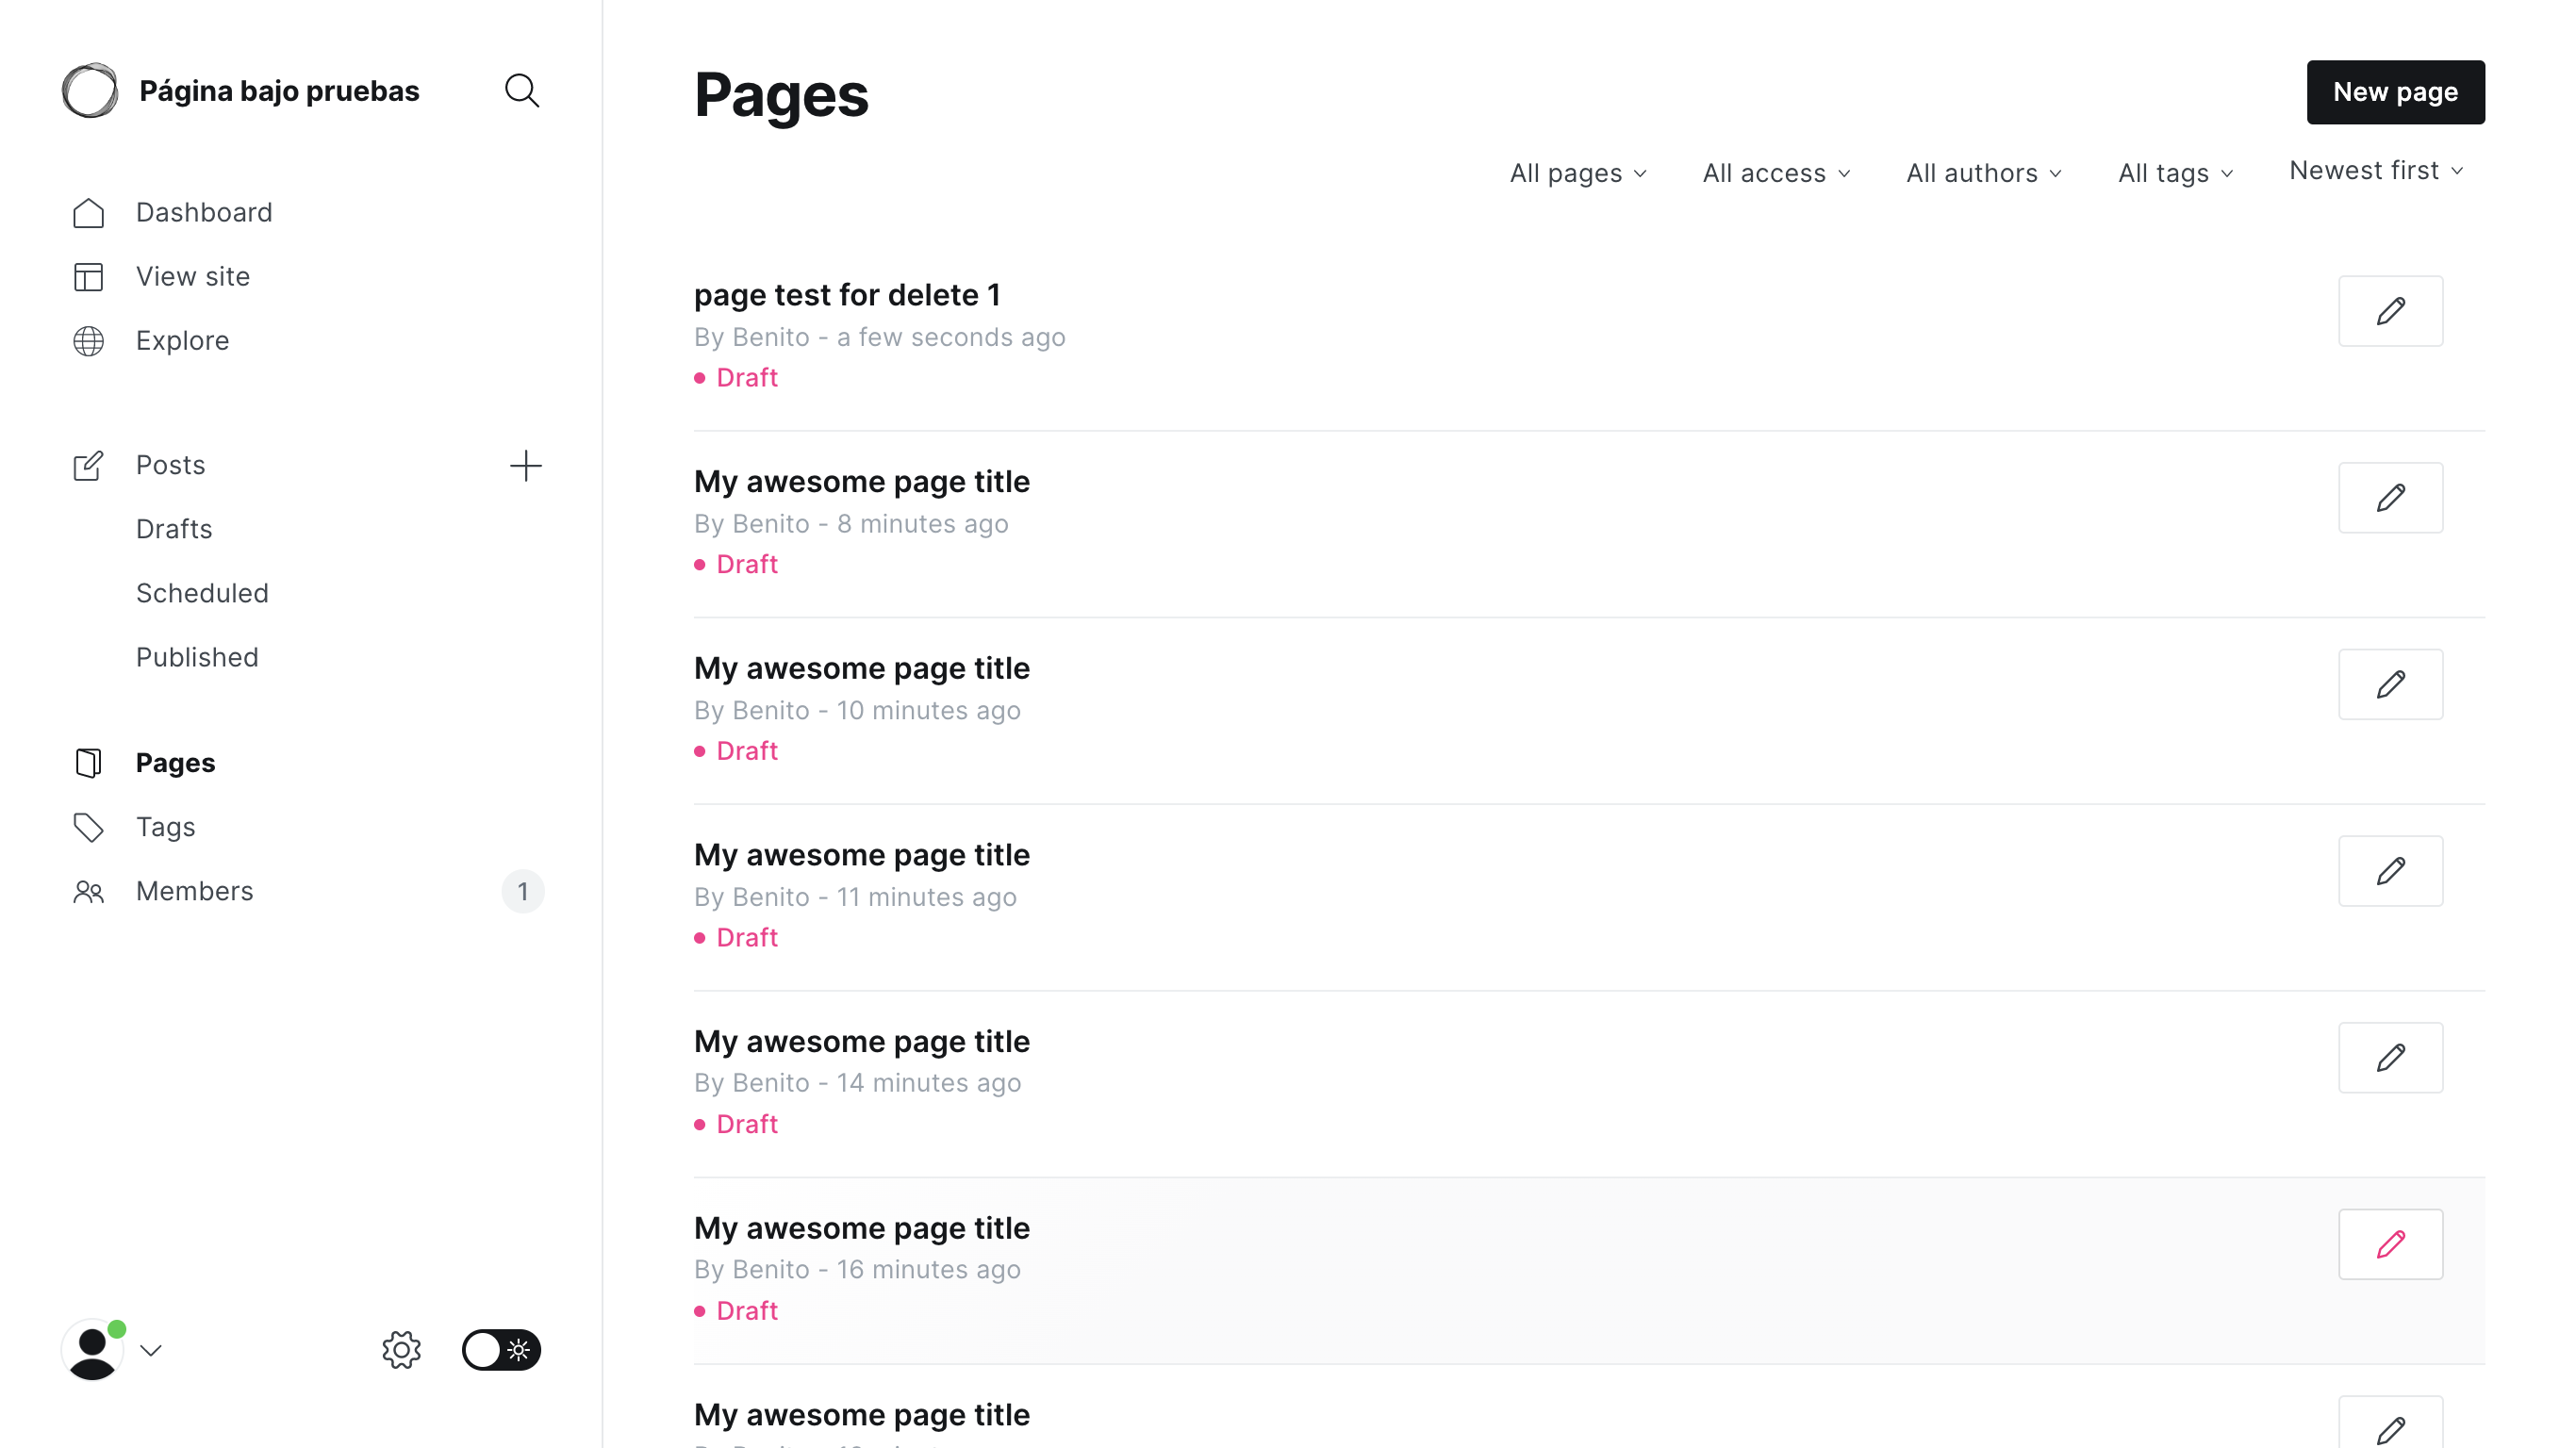 Página bajo pruebas
Dashboard
View site
Explore
Posts
Drafts
Scheduled
Published
Pages
Tags
Members 1
Pages
New page
All pages All access All authors All tags Newest first
page test for delete 1
By Benito - a few seconds ago
Draft
My awesome page title
By Benito - 8 minutes ago
Draft
My awesome page title
By Benito - 10 minutes ago
Draft
My awesome page title
By Benito - 11 minutes ago
Draft
My awesome page title
By Benito - 14 minutes ago
Draft
My awesome page title
By Benito - 16 minutes ago
Draft
My awesome page title